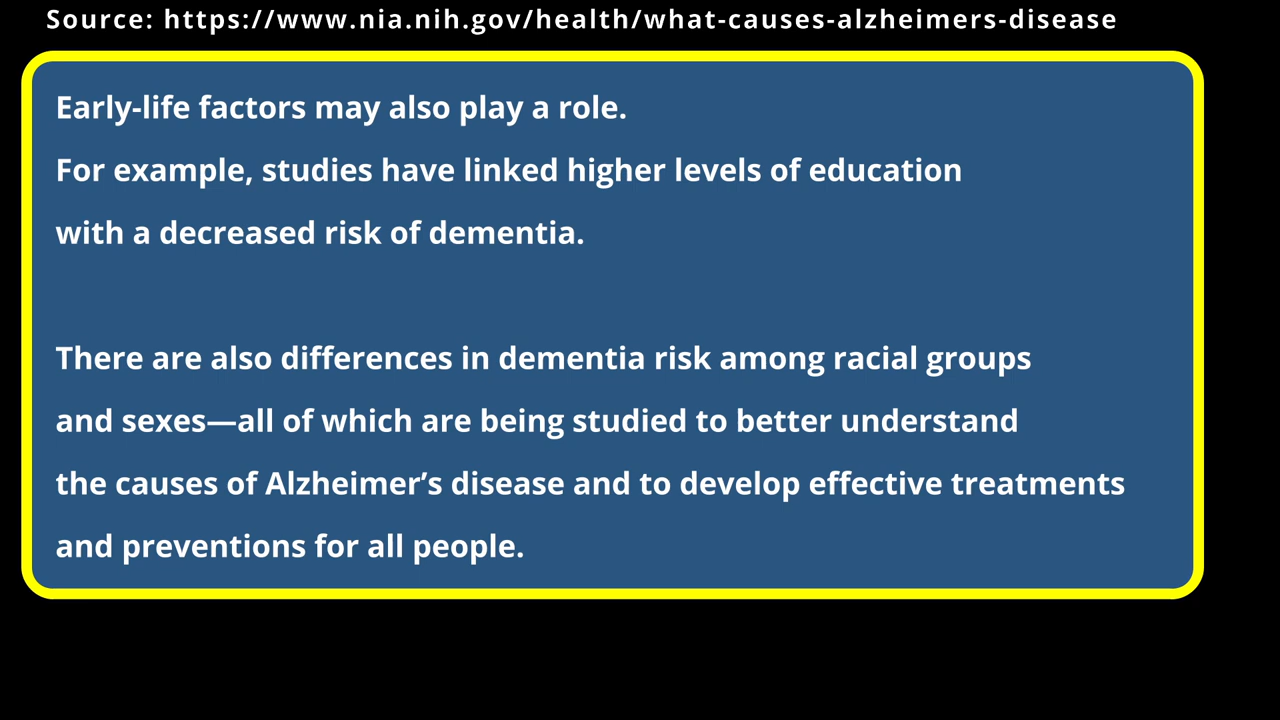 Source: https://www.nia.nih.gov/health/what-causes-alzheimers-disease
Early-life factors may also play a role.
For example, studies have linked higher levels of education
with a decreased risk of dementia.
There are also differences in dementia risk among racial groups
and sexes—all of which are being studied to better understand
the causes of Alzheimer’s disease and to develop effective treatments
and preventions for all people.